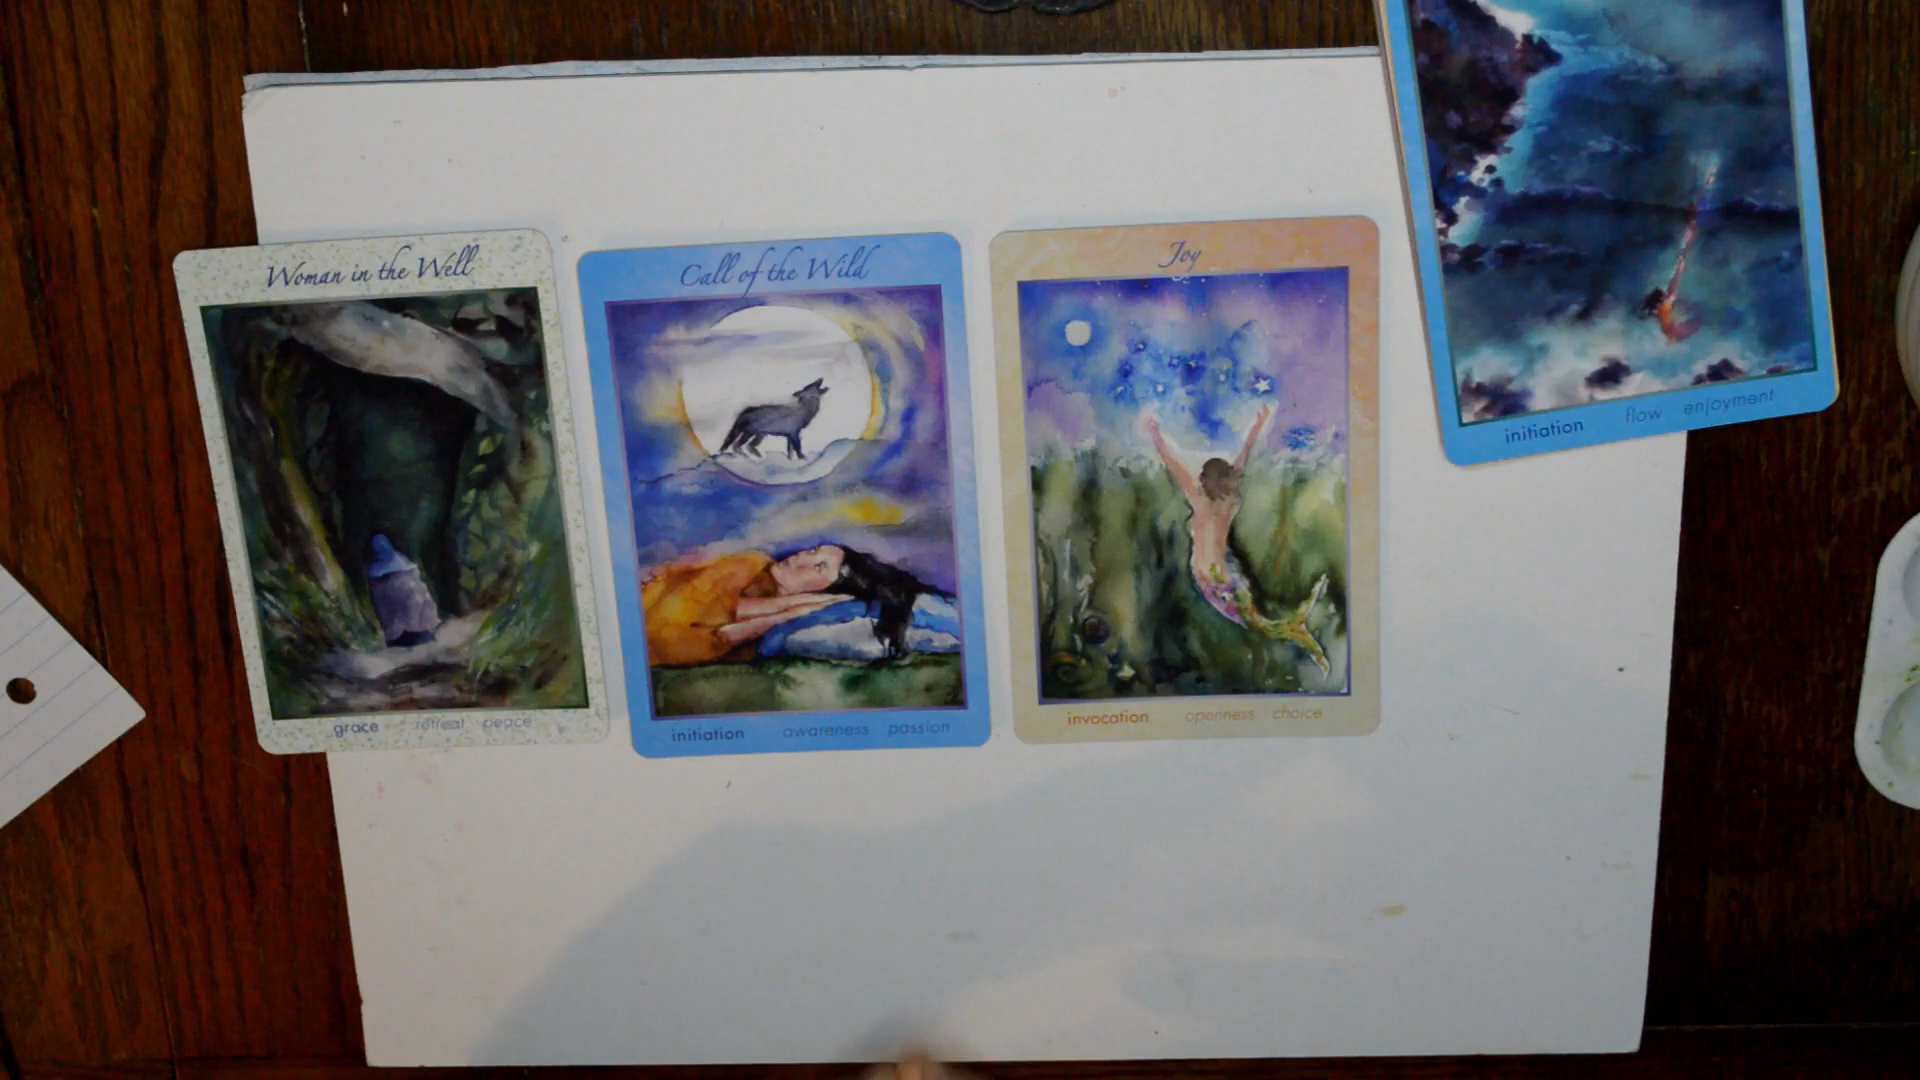 Woman in the Well
grace retreat peace
Call of the Wild
initiation awareness passion
Joy
invocation openness choice
initiation flow enjoyment